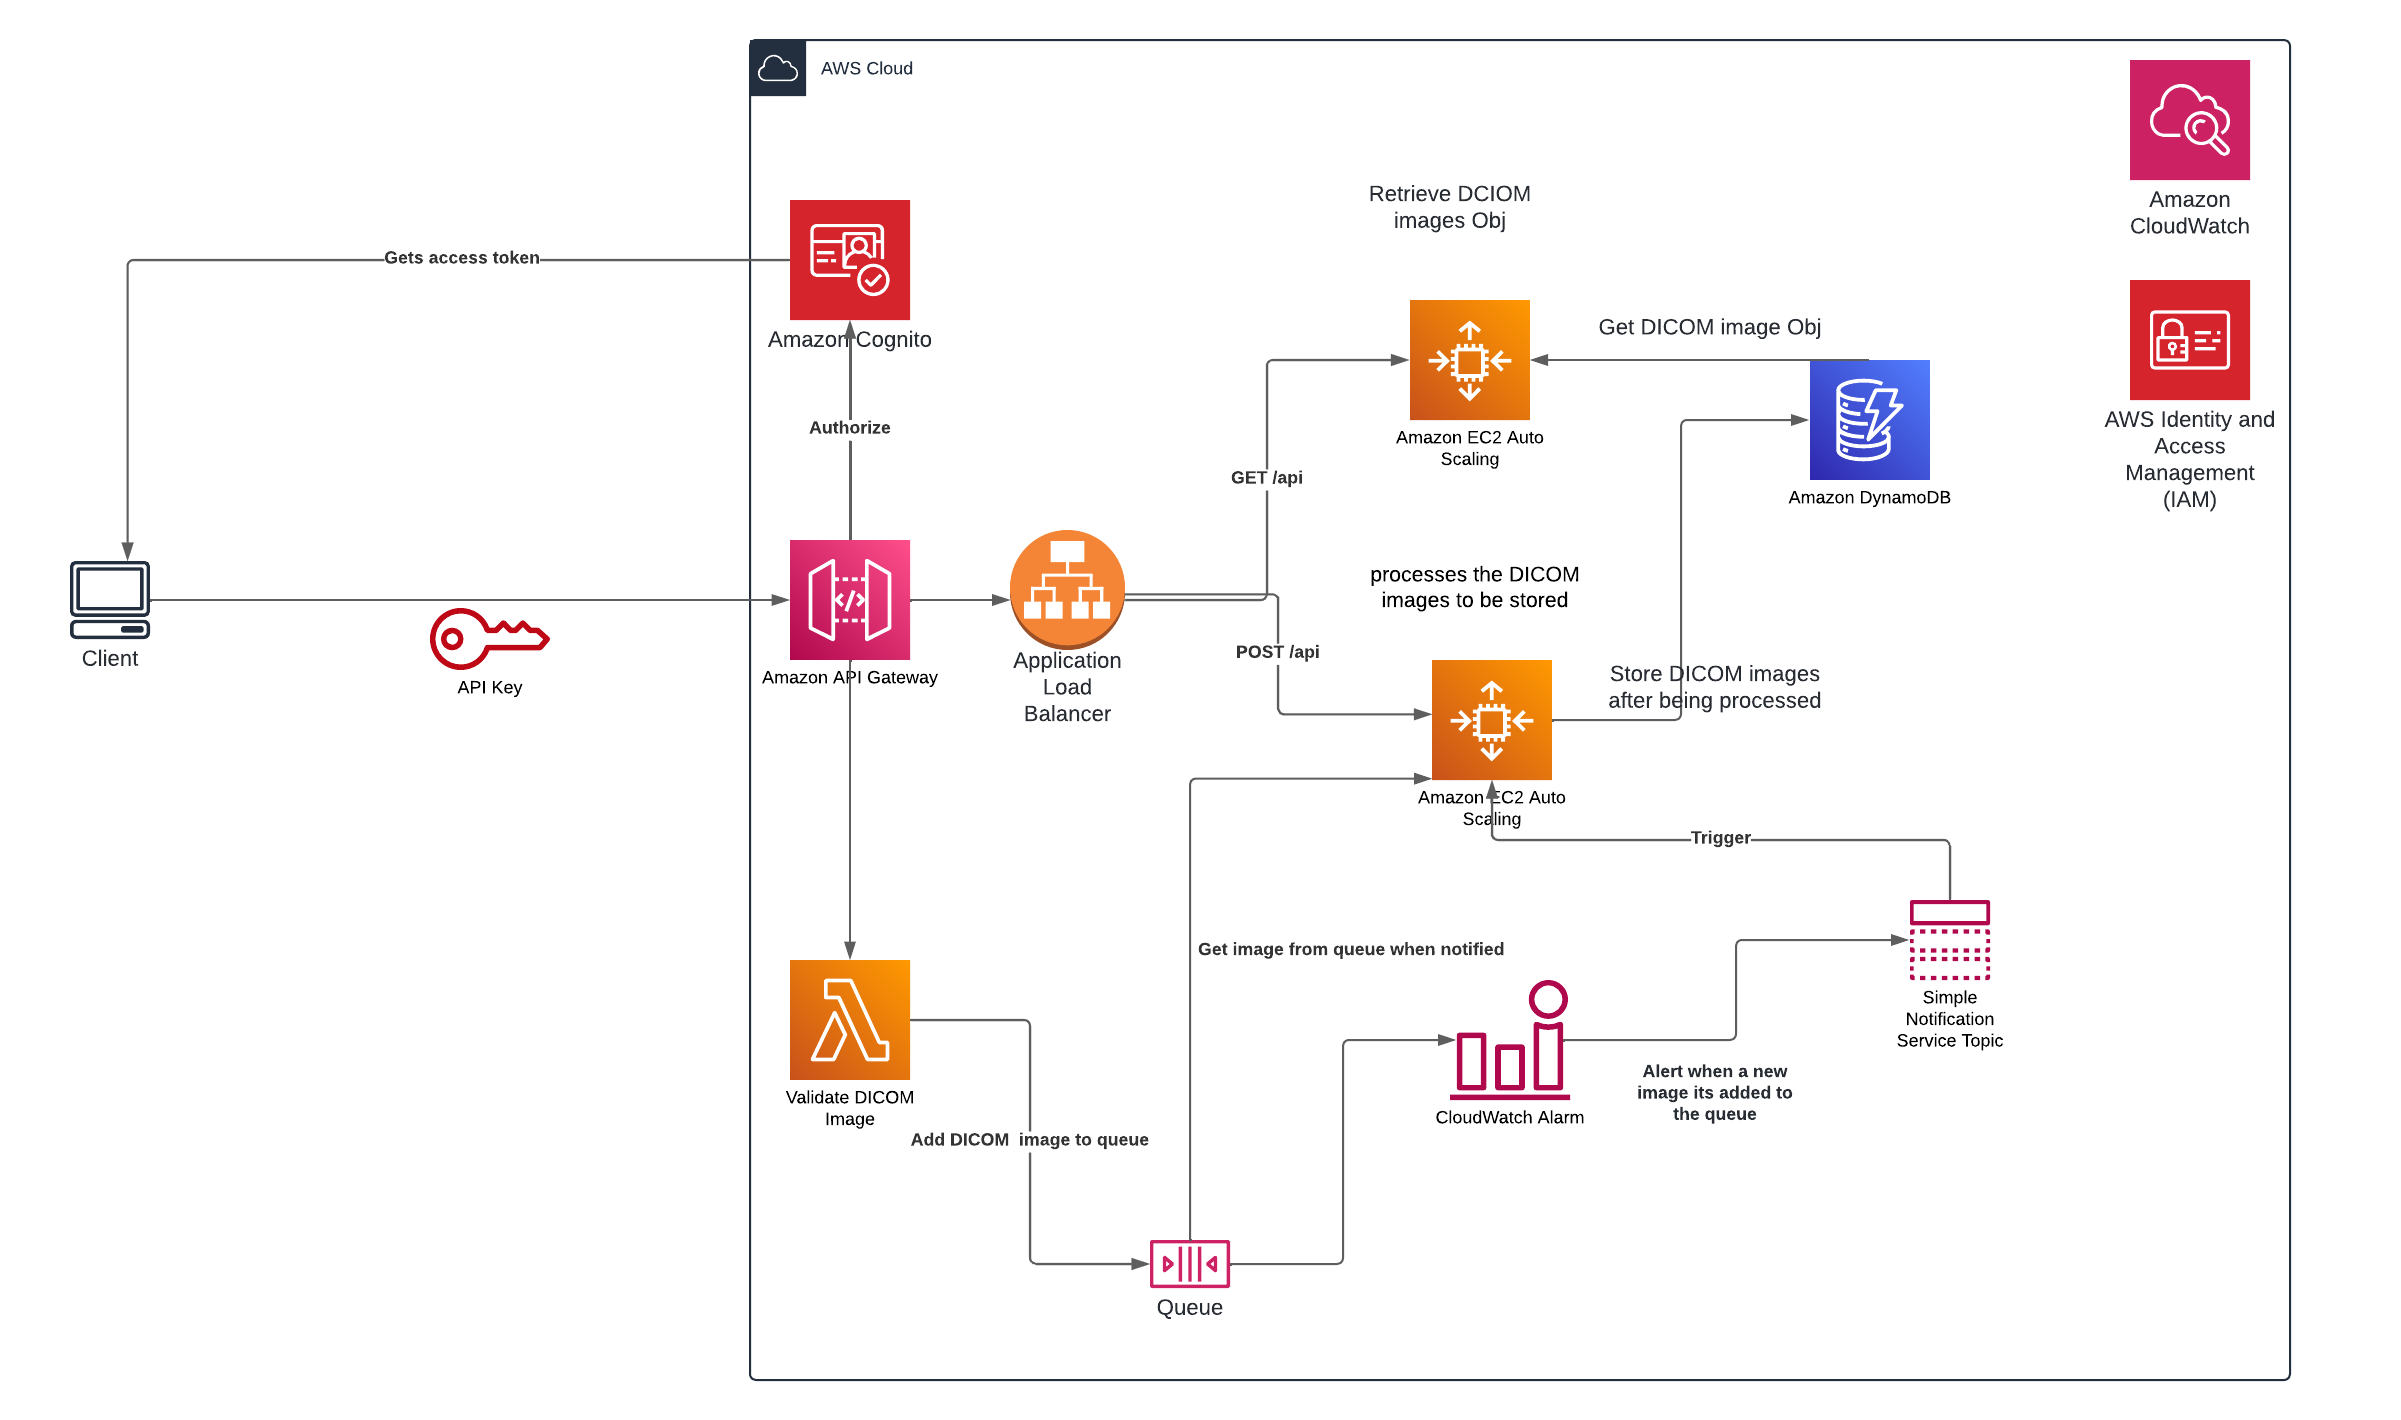 AWS Cloud
Amazon
CloudWatch
Retrieve DCIOM
images Obj
Gets access token
Amazon Cognito
Get DICOM image Obj
AWS Identity and
Access
Management
(IAM)
Authorize
Amazon EC2 Auto
Scaling
GET /api
Amazon DynamoDB
processes the DICOM
images to be stored
Client
API Key
Amazon API Gateway
Application
Load
Balancer
POST /api
Store DICOM images
after being processed
Amazon EC2 Auto
Scaling
Trigger
Get image from queue when notified
Simple
Notification
Service Topic
Validate DICOM
Image
CloudWatch Alarm
Alert when a new
image its added to
the queue
Add DICOM  image to queue
Queue